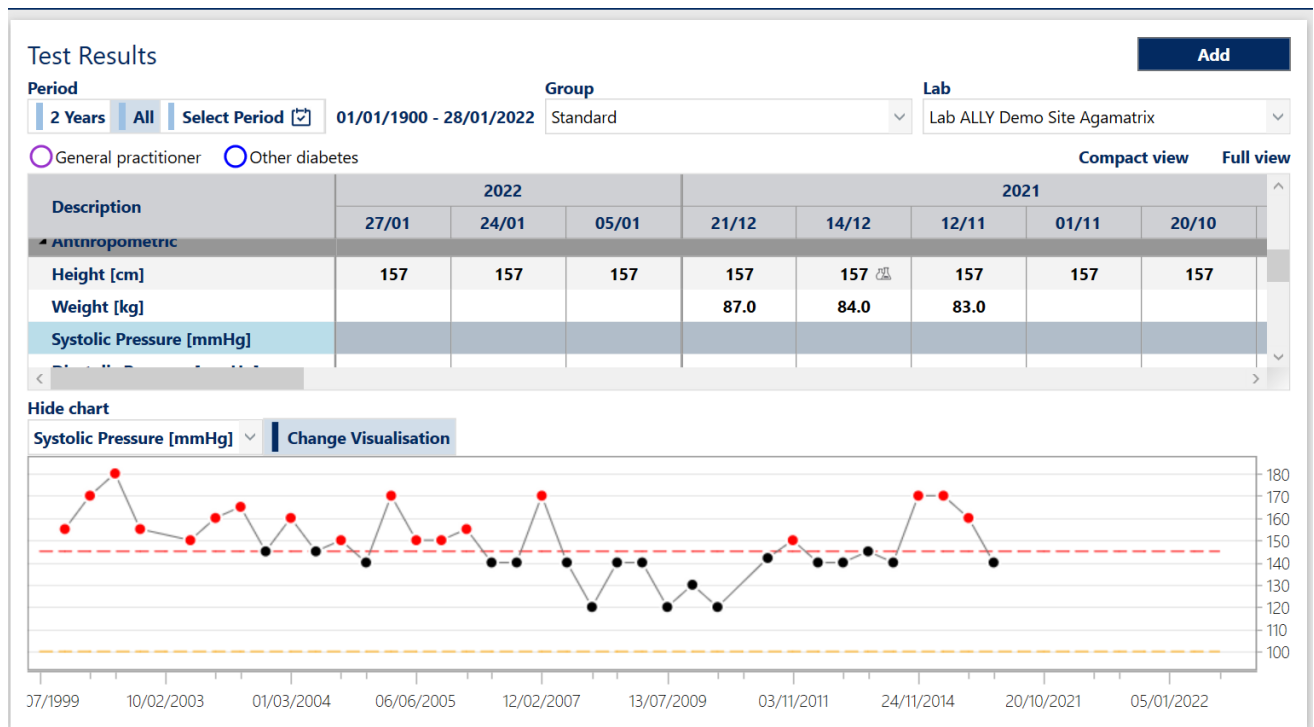 Test Results
Add
Period Group Lab
2 Years All Select Period 01/01/1900 - 28/01/2022 Standard Lab ALLY Demo Site Agamatrix
General practitioner Other diabetes Compact view Full view
Description 2022 2021
27/01 24/01 05/01 21/12 14/12 12/11 01/11 20/10
Anthropometric
Height [cm] 157 157 157 157 157 157 157 157
Weight [kg] 87.0 84.0 83.0
Systolic Pressure [mmHg]
Hide chart
Systolic Pressure [mmHg] Change Visualisation
180
170
160
150
140
130
120
110
100
07/1999 10/02/2003 01/03/2004 06/06/2005 12/02/2007 13/07/2009 03/11/2011 24/11/2014 20/10/2021 05/01/2022